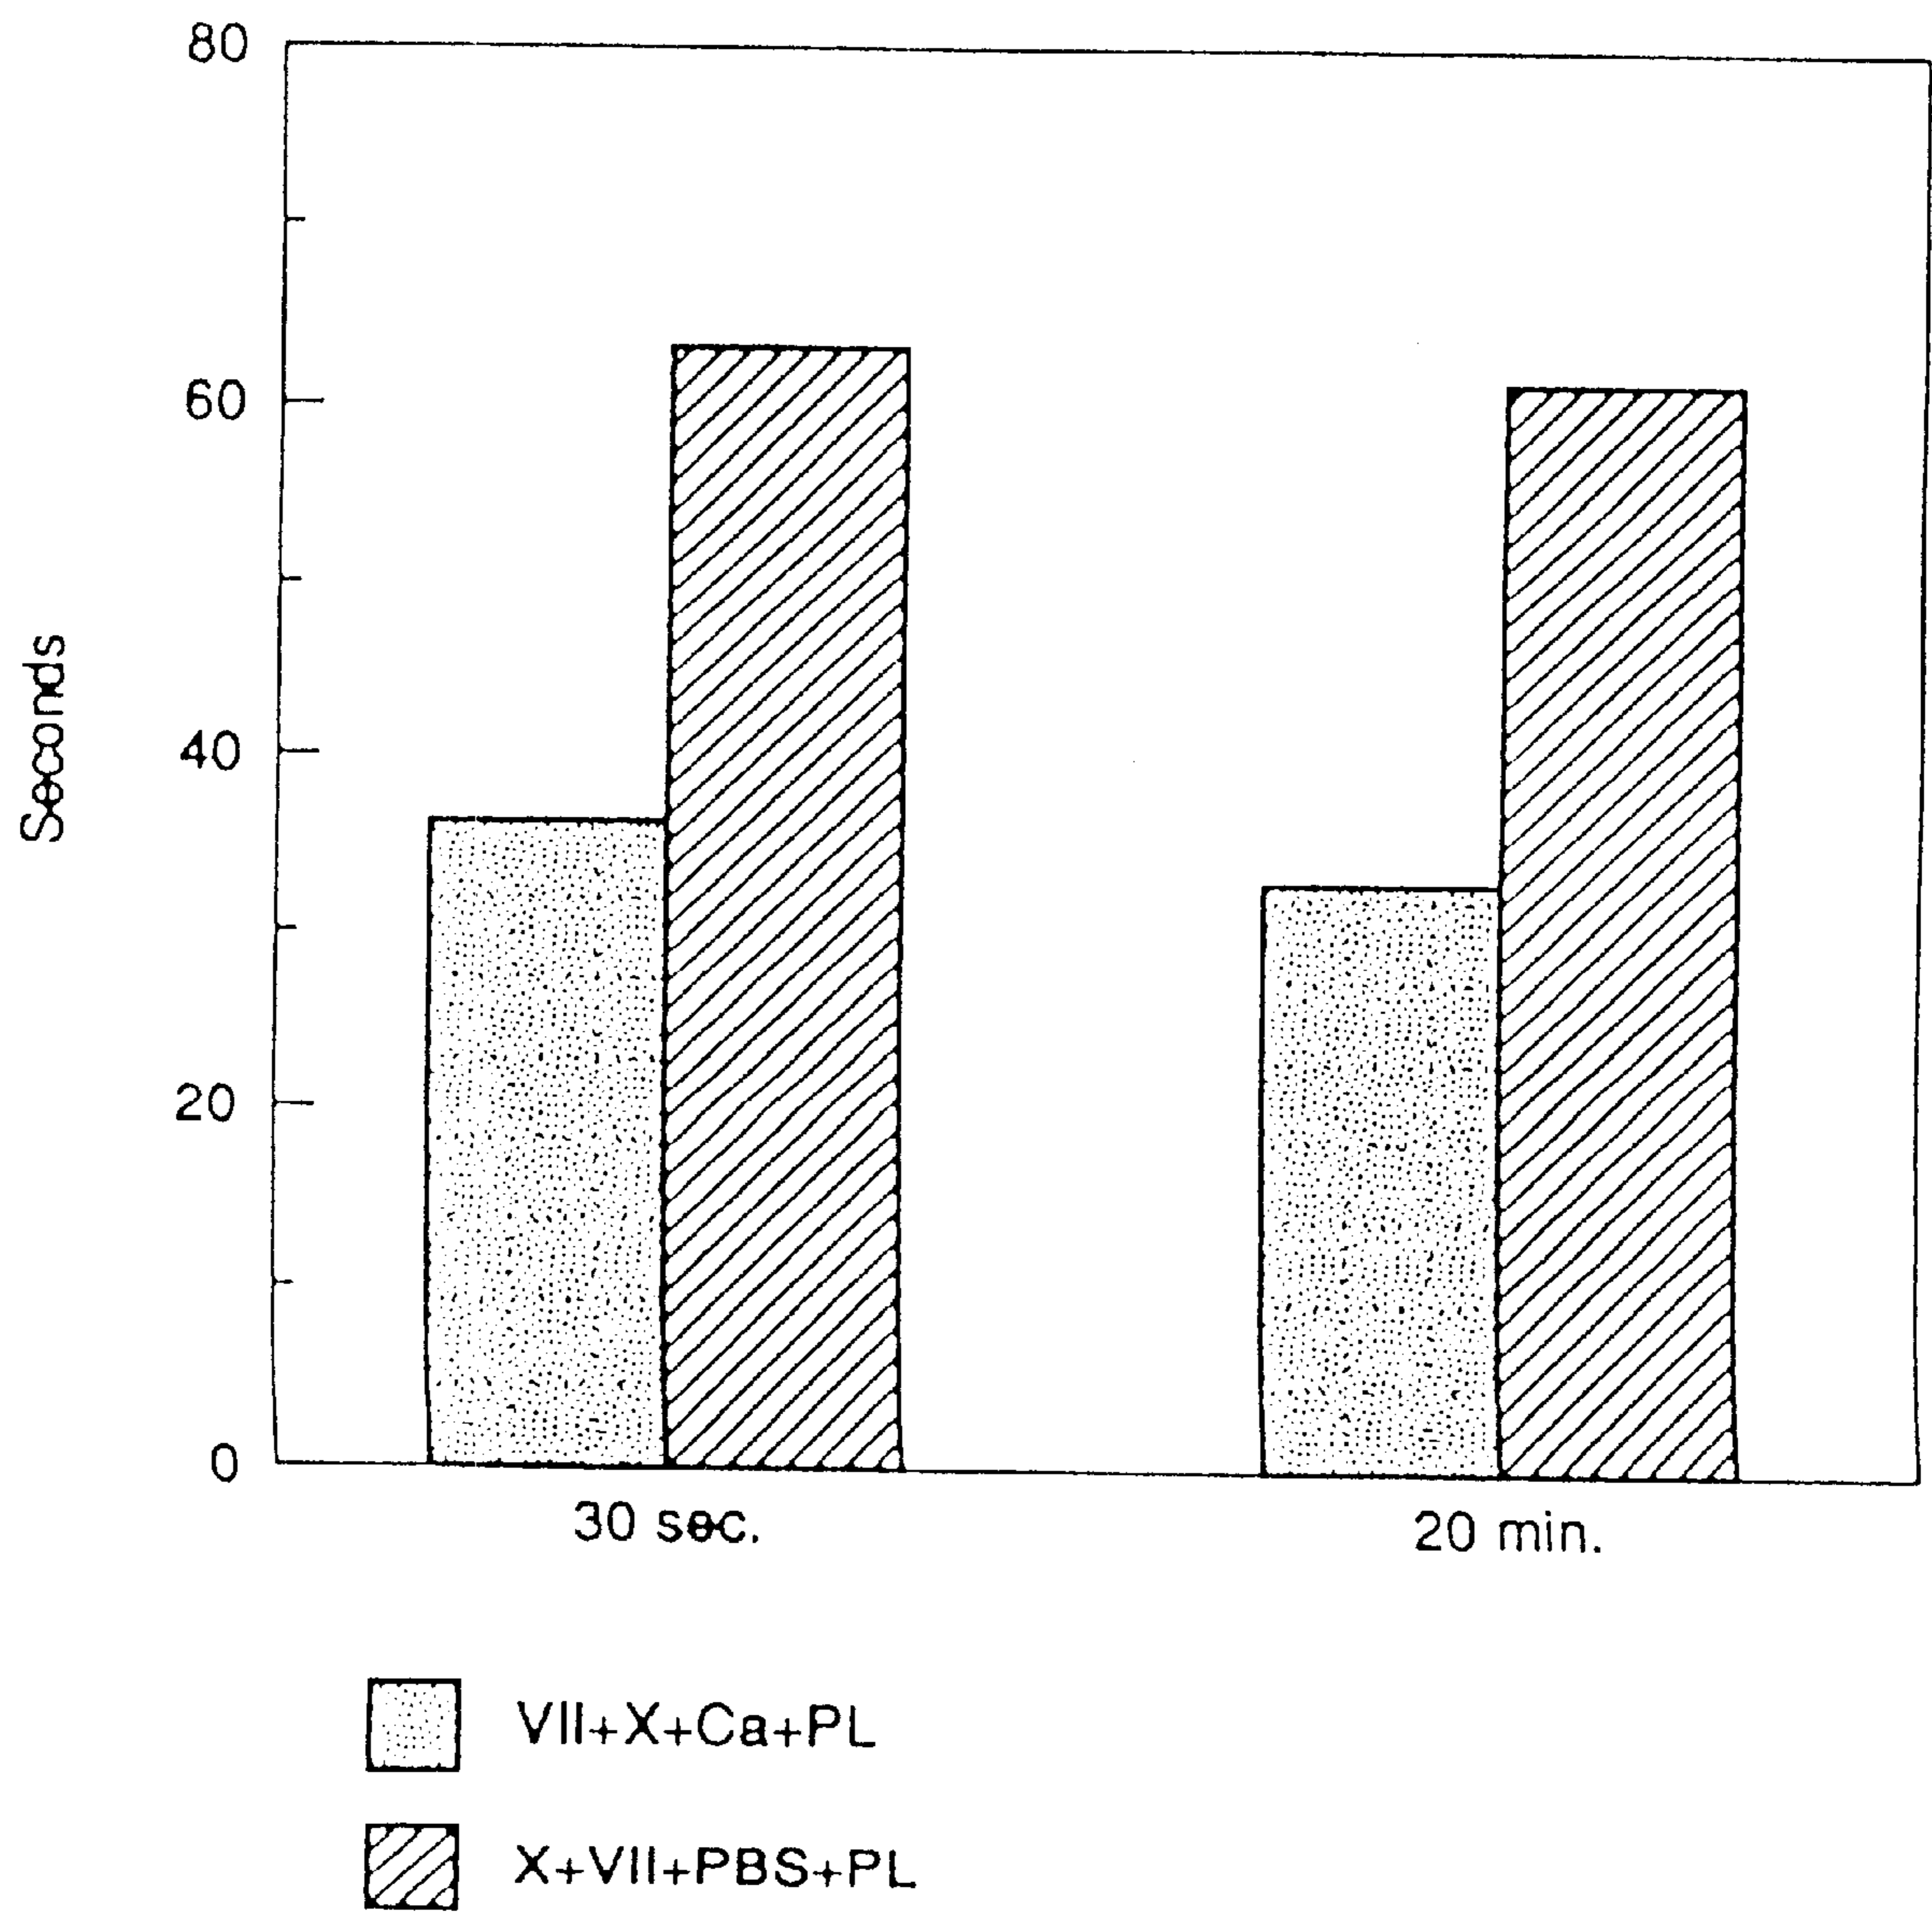 80
60
40
20
0
Seconds
30 sec.
20 min.
VII+X+Ca+PL
X+VII+PBS+PL